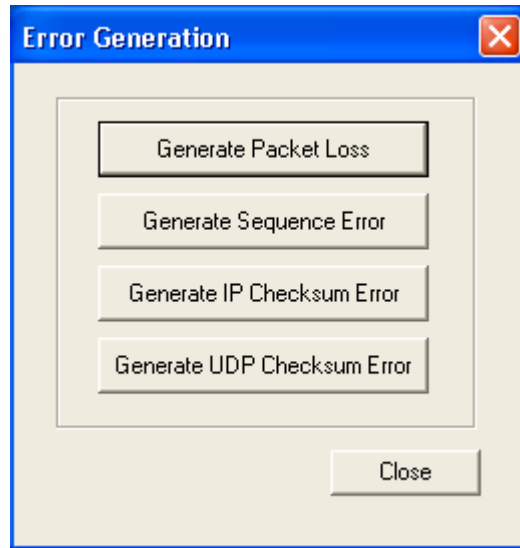 Error Generation
Generate Packet Loss
Generate Sequence Error
Generate IP Checksum Error
Generate UDP Checksum Error
Close